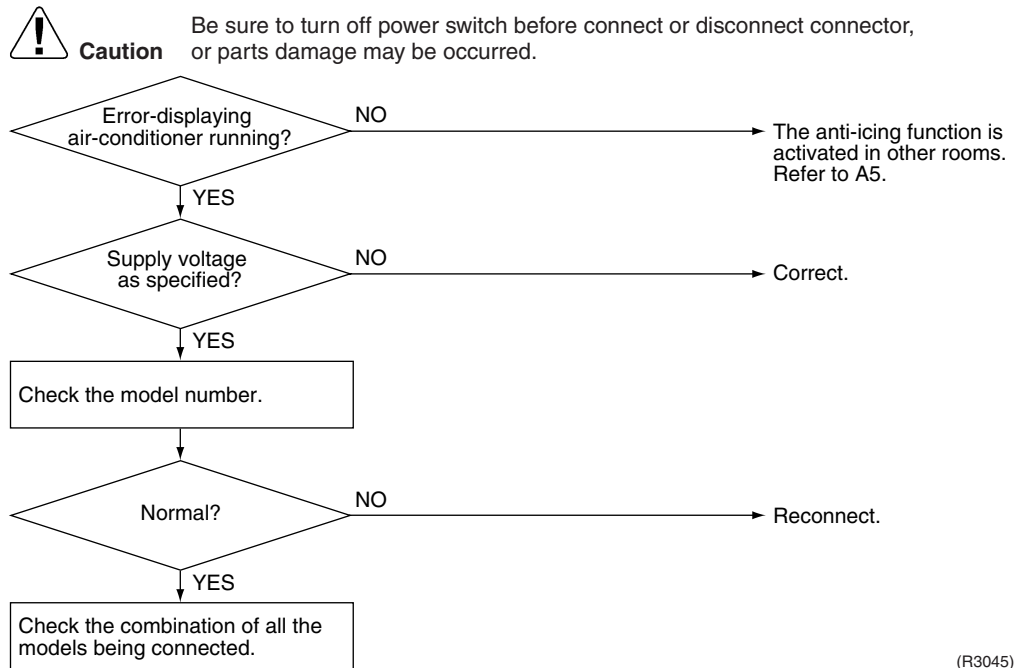 Be sure to turn off power switch before connect or disconnect connector,
Caution or parts damage may be occurred.
Error-displaying
air-conditioner running?
NO
The anti-icing function is
activated in other rooms.
Refer to A5.
YES
Supply voltage
as specified?
NO
Correct.
YES
Check the model number.
Normal?
NO
Reconnect.
YES
Check the combination of all the
models being connected.
(R3045)